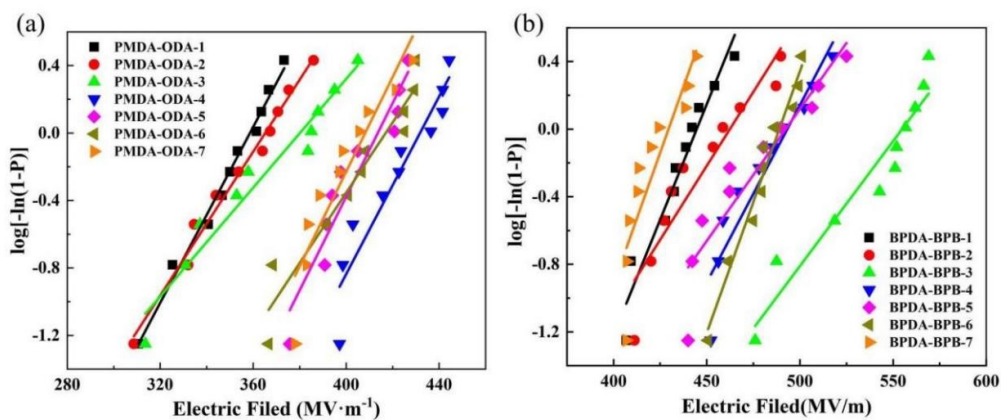 (a)
log[-ln(1-P)]
0.4
0.0
-0.4
-0.8
-1.2
PMDA-ODA-1
PMDA-ODA-2
PMDA-ODA-3
PMDA-ODA-4
PMDA-ODA-5
PMDA-ODA-6
PMDA-ODA-7
280 320 360 400 440
Electric Filed (MV·m⁻¹)
(b)
log[-ln(1-P)]
0.4
0.0
-0.4
-0.8
-1.2
BPDA-BPB-1
BPDA-BPB-2
BPDA-BPB-3
BPDA-BPB-4
BPDA-BPB-5
BPDA-BPB-6
BPDA-BPB-7
400 450 500 550 600
Electric Filed(MV/m)